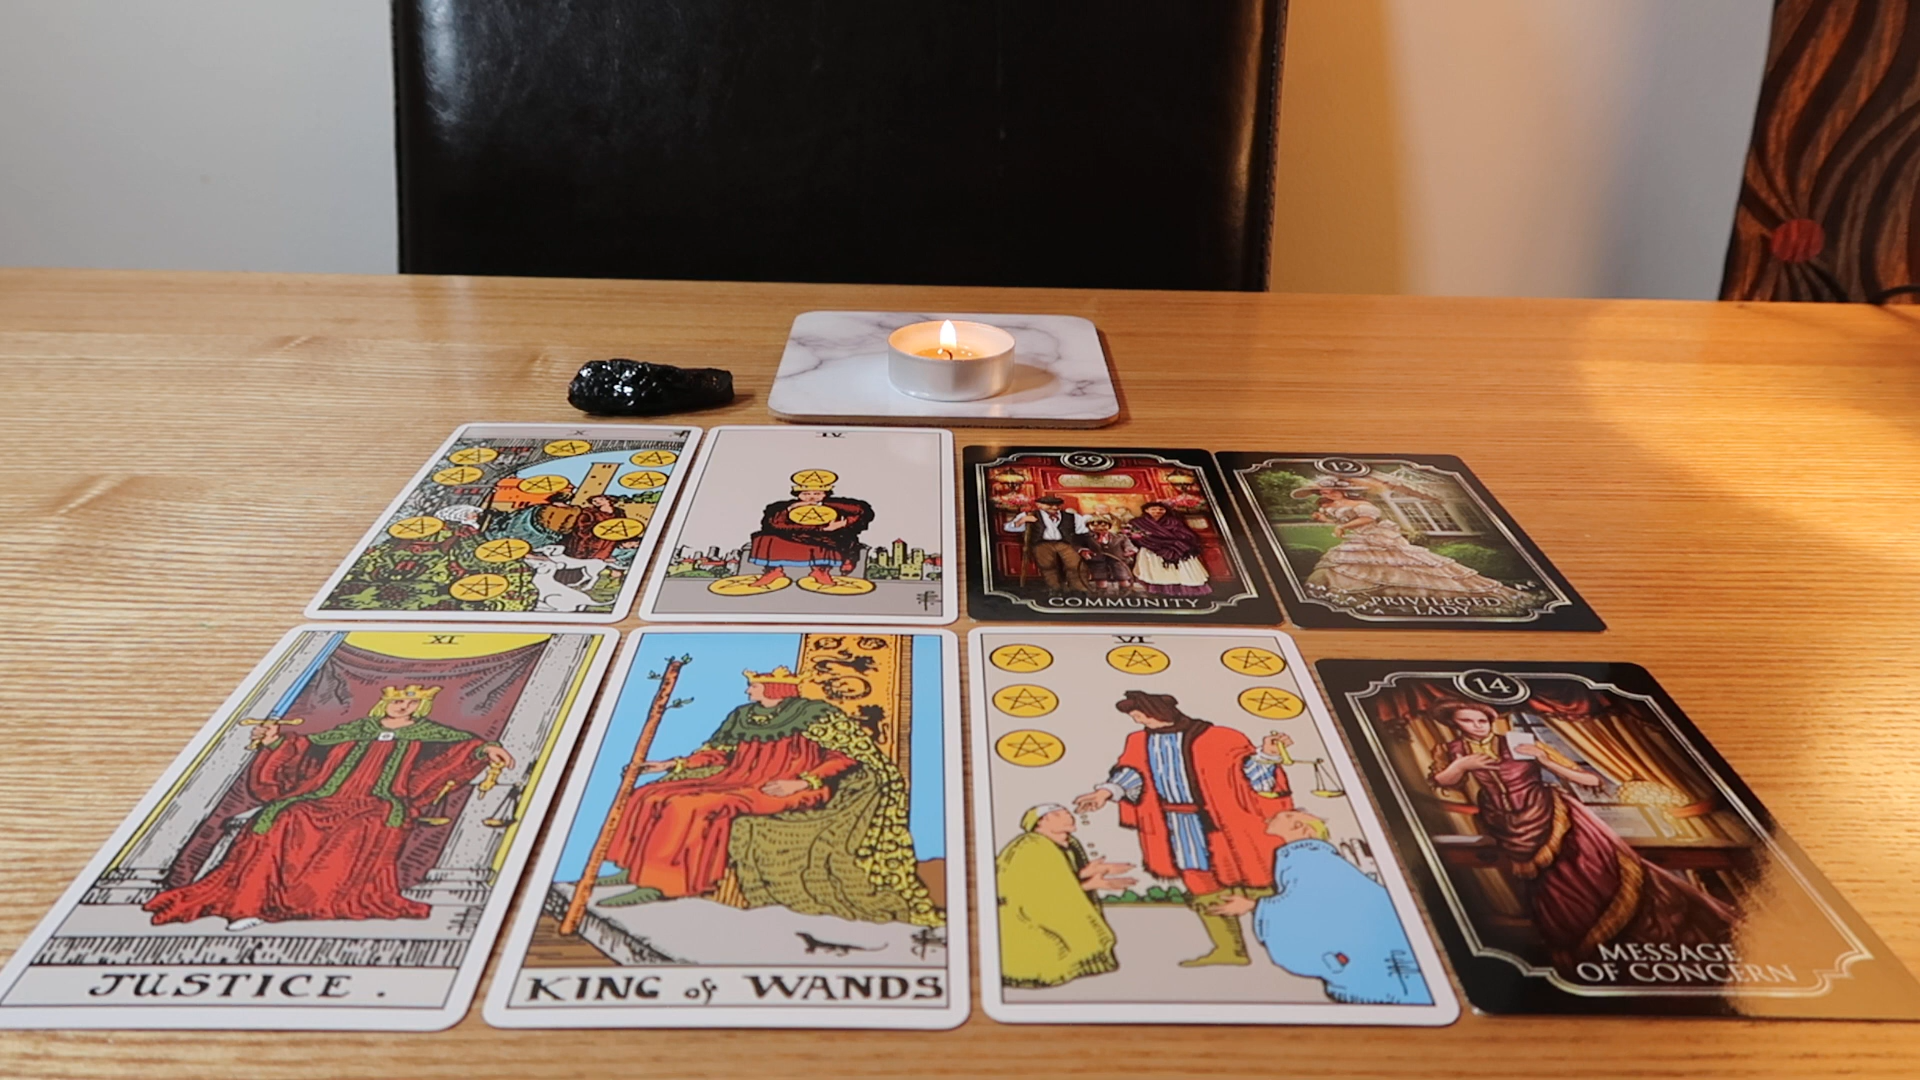 X
IV
39
COMMUNITY
12
PRIVILEGED
LADY
XI
JUSTICE.
KING of WANDS
VI
14
MESSAGE
OF CONCERN